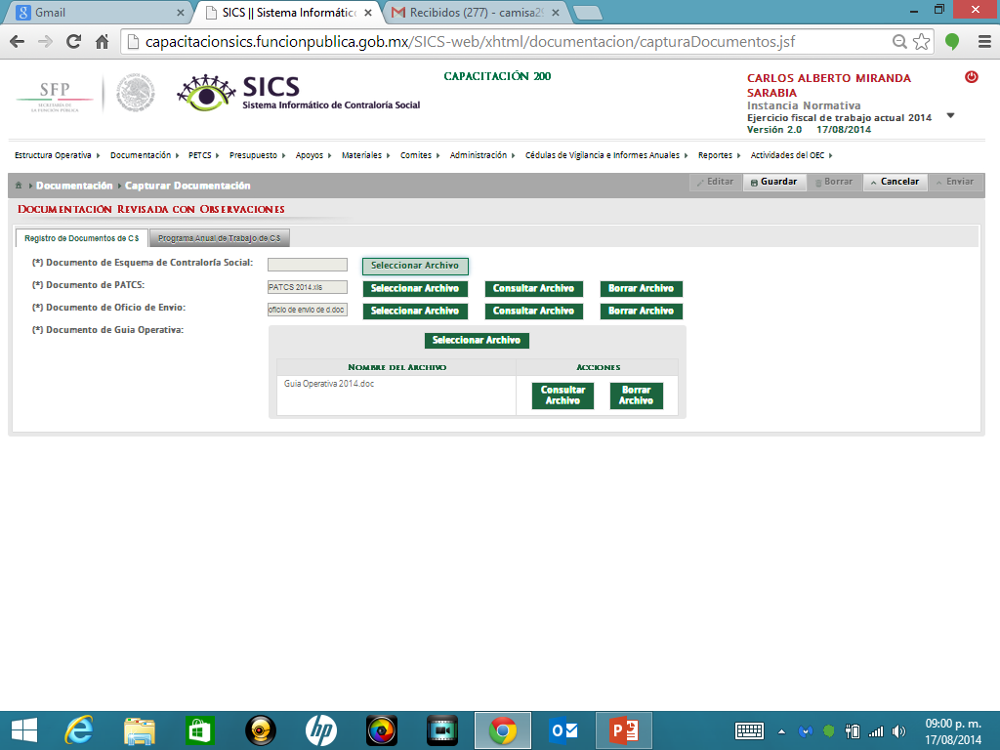 Gmail
SICS || Sistema Informátic
Recibidos (277) - camisa29
capacitacionsics.funcionpublica.gob.mx/SICS-web/xhtml/documentacion/capturaDocumentos.jsf
SFP
SECRETARÍA DE
LA FUNCIÓN PÚBLICA
SICS
Sistema Informático de Contraloría Social
CAPACITACIÓN 200
CARLOS ALBERTO MIRANDA
SARABIA
Instancia Normativa
Ejercicio fiscal de trabajo actual 2014
Versión 2.0 17/08/2014
Estructura Operativa Documentación PETCS Presupuesto Apoyos Materiales Comites Administración Cédulas de Vigilancia e Informes Anuales Reportes Actividades del OEC
Documentación Capturar Documentación
Editar Guardar Borrar Cancelar Enviar
Documentación Revisada con Observaciones
Registro de Documentos de CS Programa Anual de Trabajo de CS
(*) Documento de Esquema de Contraloría Social: Seleccionar Archivo
(*) Documento de PATCS: PATCS 2014.xls Seleccionar Archivo Consultar Archivo Borrar Archivo
(*) Documento de Oficio de Envio: oficio de envio de d.doc Seleccionar Archivo Consultar Archivo Borrar Archivo
(*) Documento de Guia Operativa:
Seleccionar Archivo
Nombre del Archivo Acciones
Guia Operativa 2014.doc
Consultar Archivo
Borrar Archivo
hp
09:00 p. m.
17/08/2014